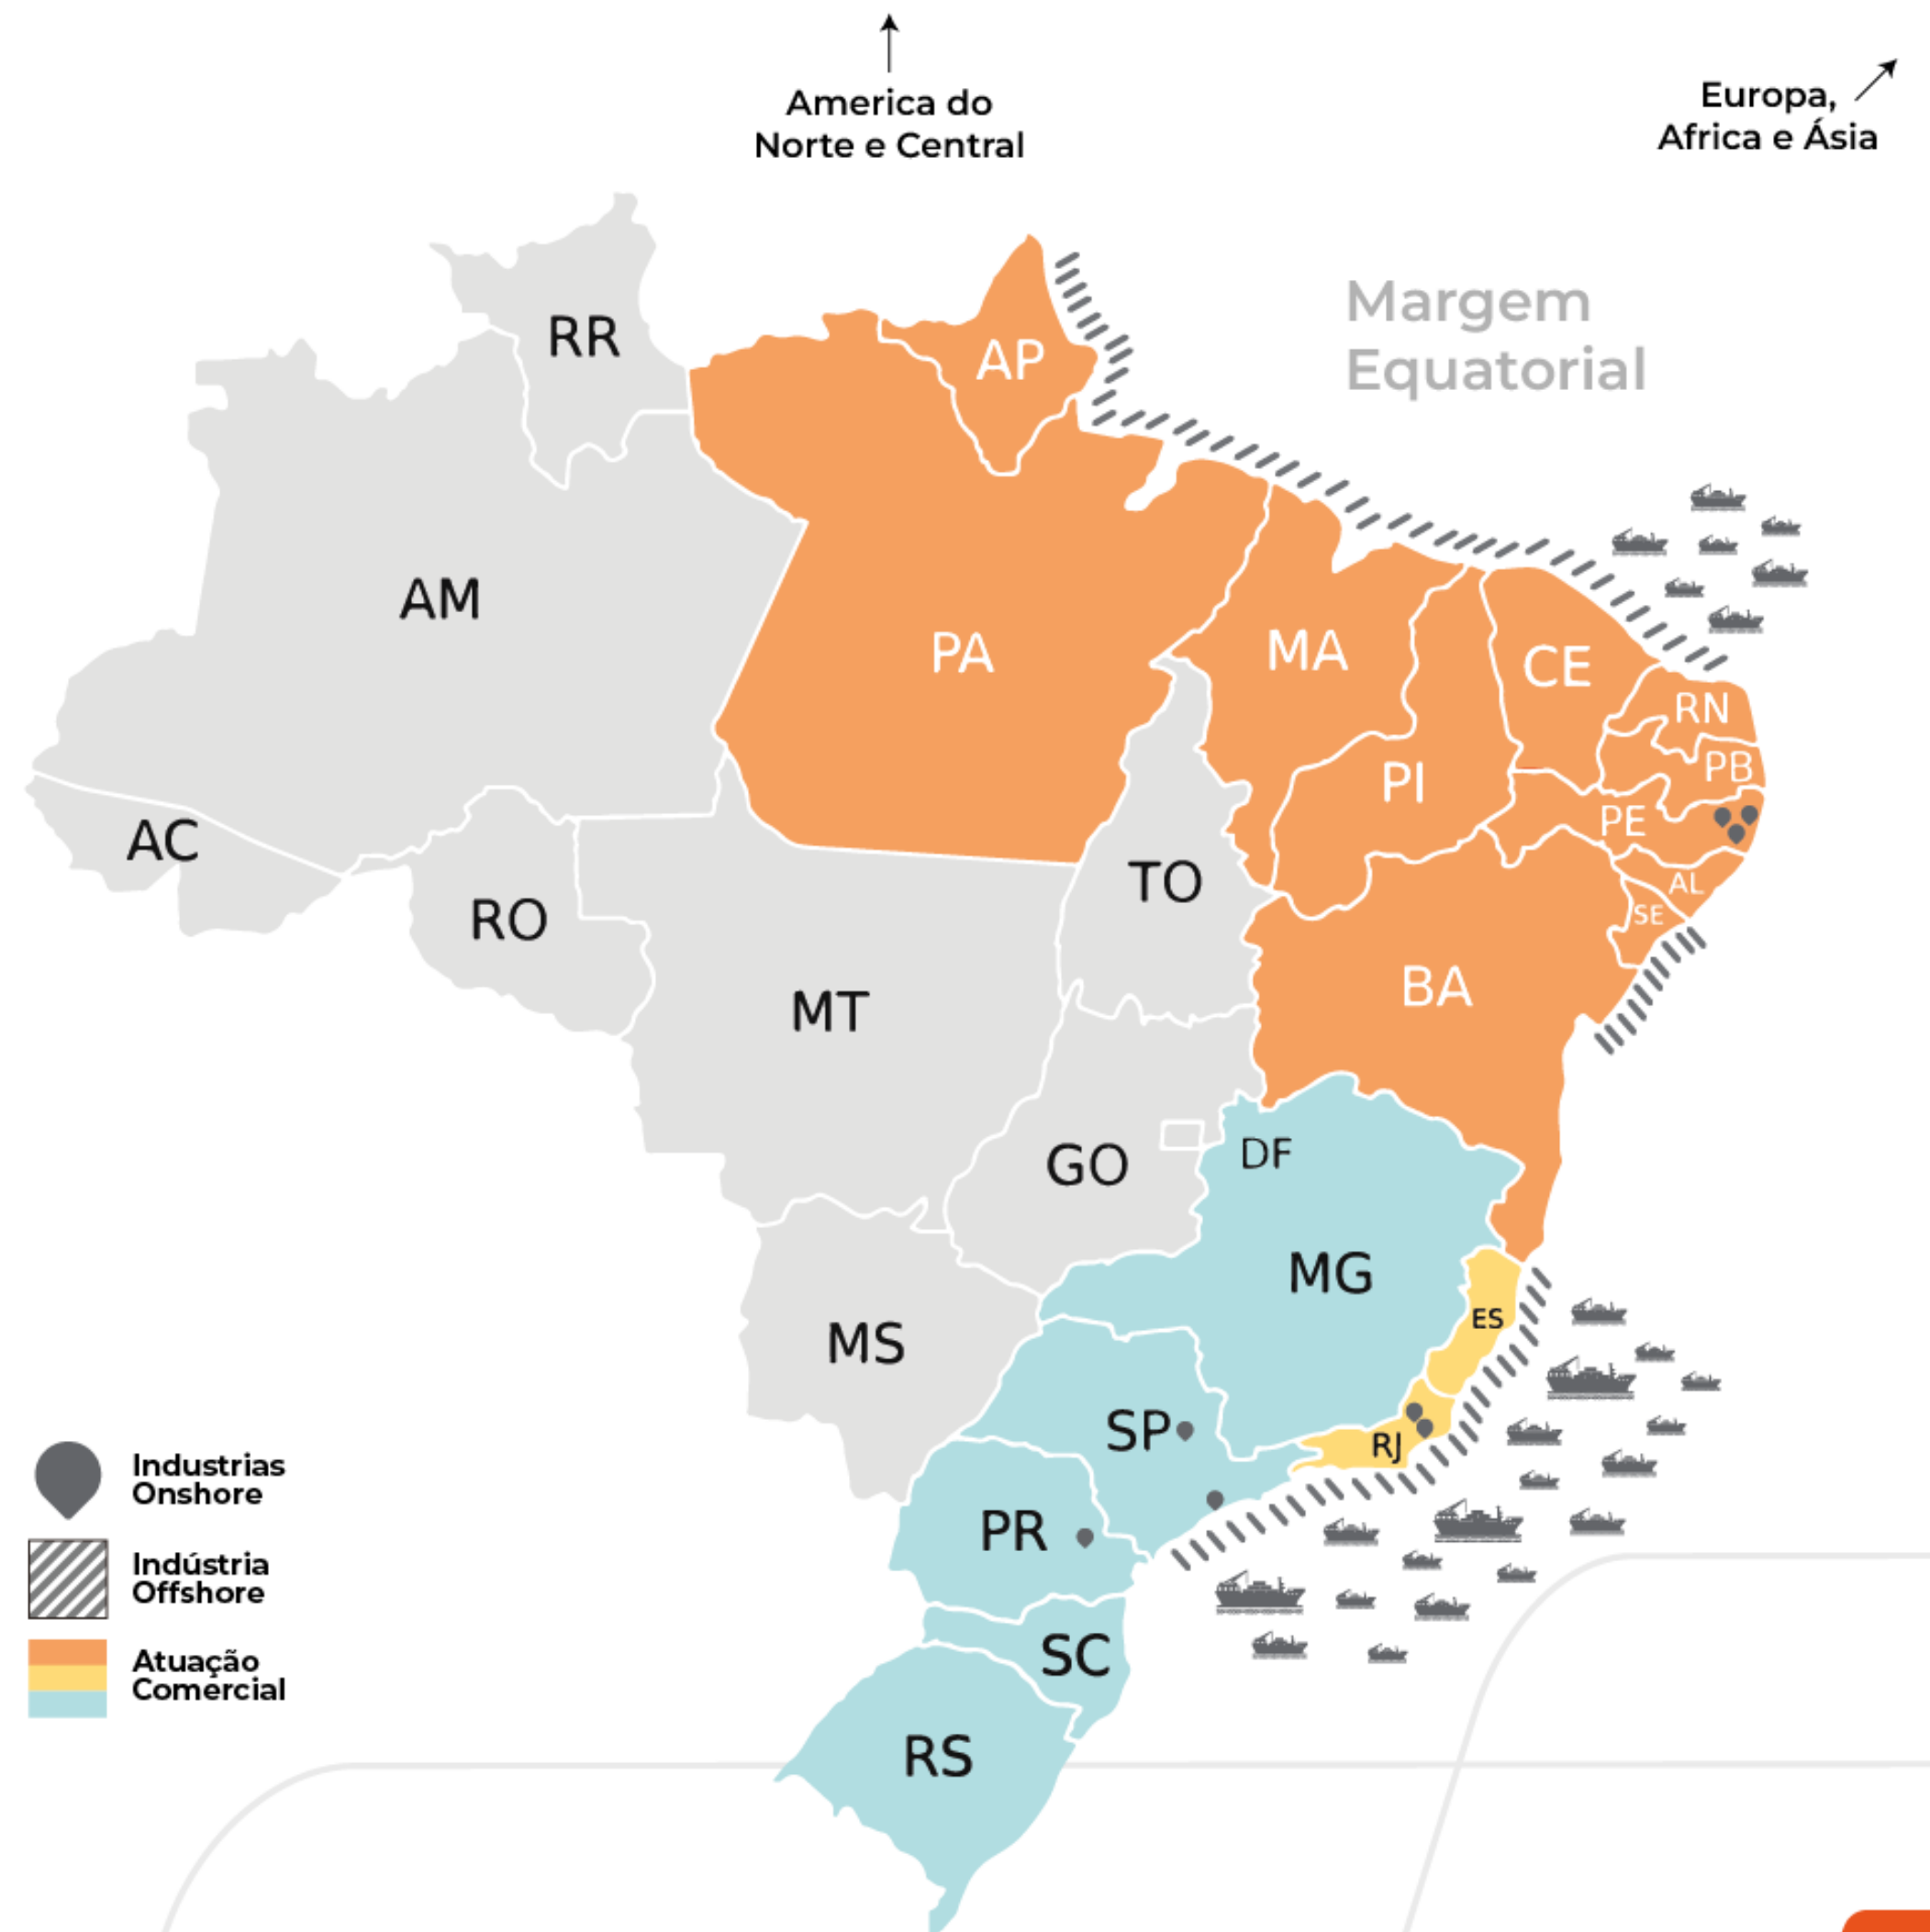 America do
Norte e Central
Europa,
Africa e Ásia
Margem
Equatorial
RR
AP
AM
PA
MA
CE
RN
PB
PI
PE
AC
TO
AL
RO
SE
BA
MT
DF
GO
MG
ES
MS
SP
RJ
PR
SC
RS
Industrias
Onshore
Indústria
Offshore
Atuação
Comercial